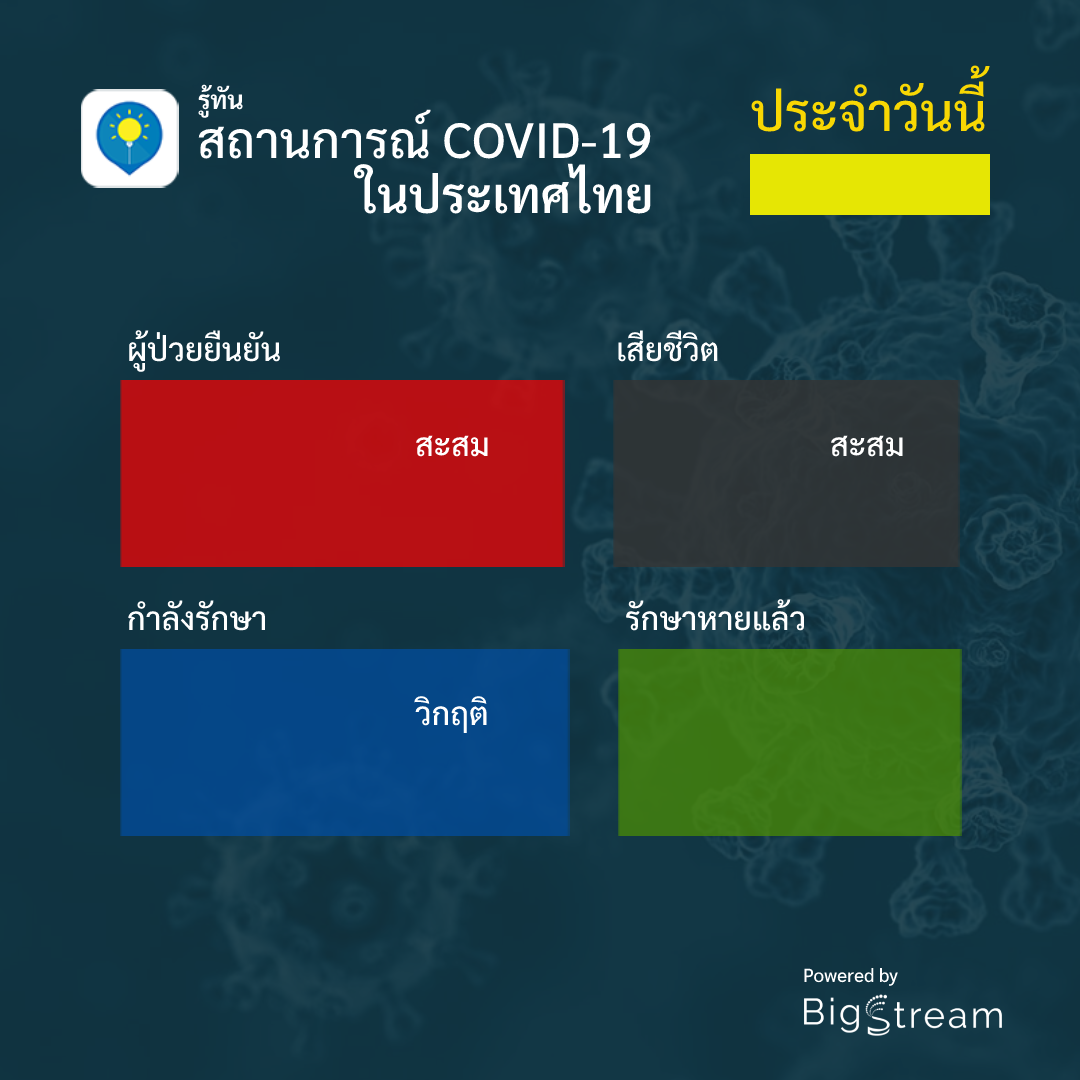 รู้ทัน
สถานการณ์ COVID-19
ในประเทศไทย
ประจำวันนี้
ผู้ป่วยยืนยัน
สะสม
เสียชีวิต
สะสม
กำลังรักษา
วิกฤติ
รักษาหายแล้ว
Powered by
BigStream